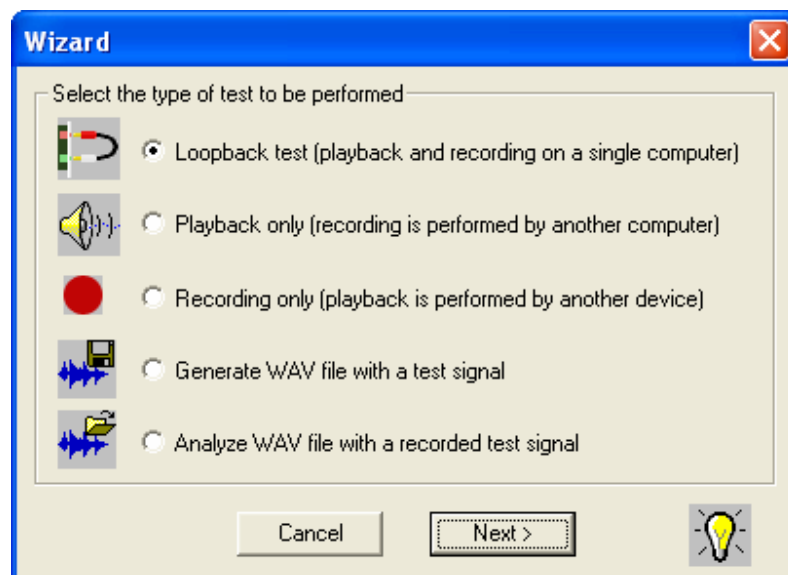 Wizard
Select the type of test to be performed
Loopback test (playback and recording on a single computer)
Playback only (recording is performed by another computer)
Recording only (playback is performed by another device)
Generate WAV file with a test signal
Analyze WAV file with a recorded test signal
Cancel
Next >